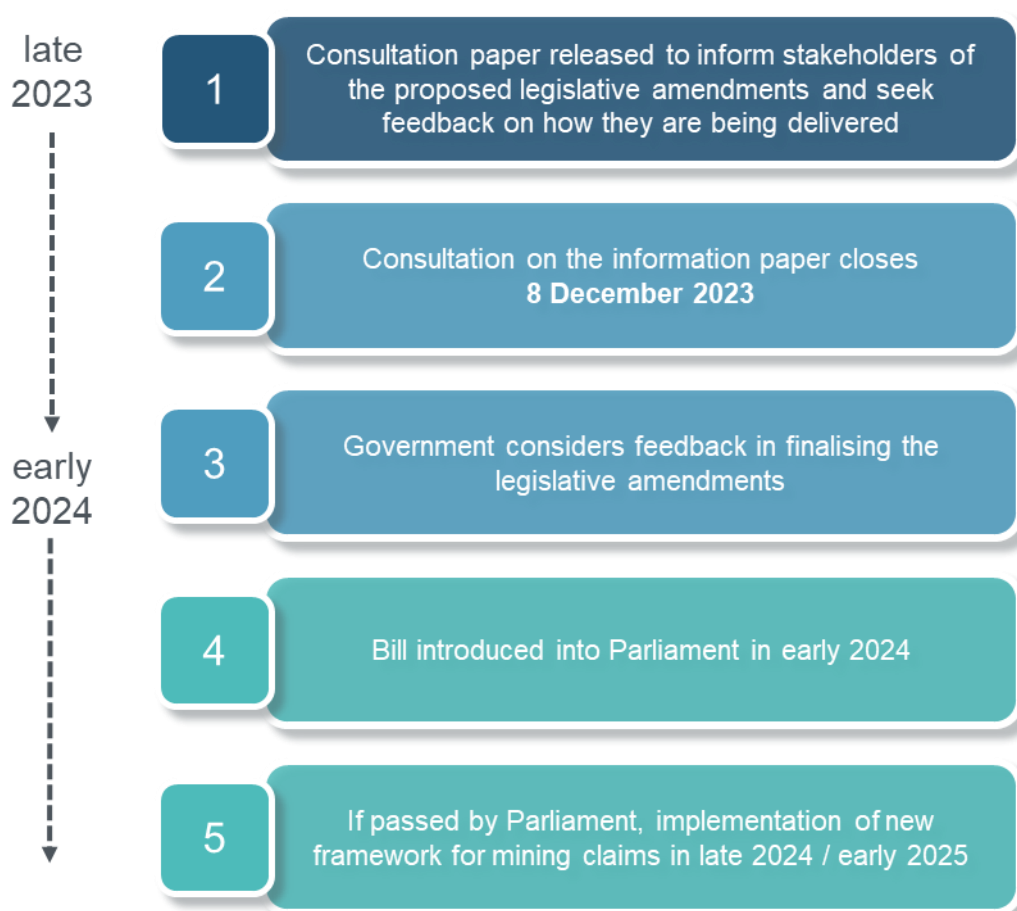 late
2023
1
Consultation paper released to inform stakeholders of
the proposed legislative amendments and seek
feedback on how they are being delivered
2
Consultation on the information paper closes
8 December 2023
early
2024
3
Government considers feedback in finalising the
legislative amendments
4
Bill introduced into Parliament in early 2024
5
If passed by Parliament, implementation of new
framework for mining claims in late 2024 / early 2025